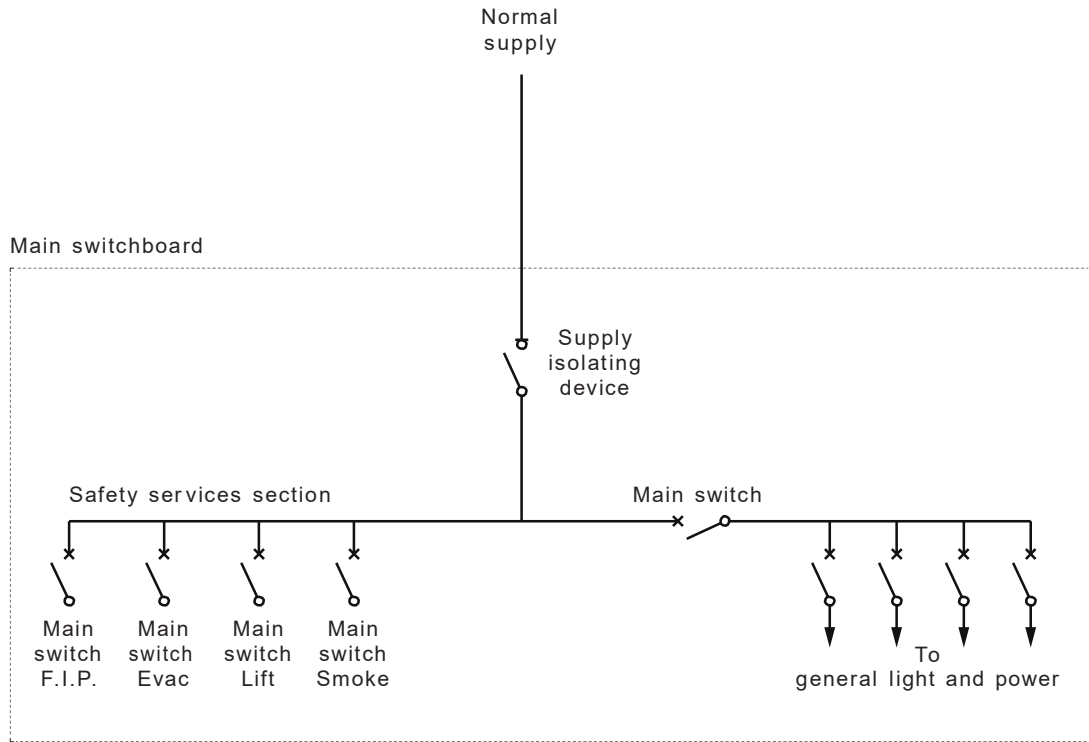 Normal
supply
Main switchboard
Supply
isolating
device
Safety services section
Main switch
Main
switch
F.I.P.
Main
switch
Evac
Main
switch
Lift
Main
switch
Smoke
To
general light and power